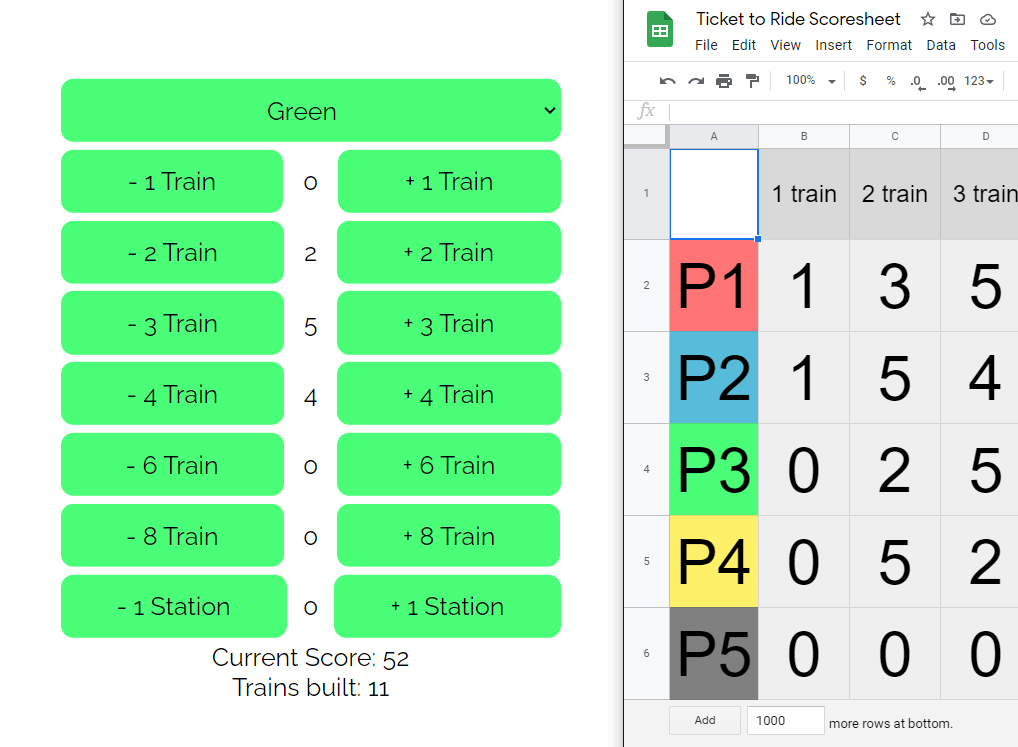 Green
- 1 Train 0 + 1 Train
- 2 Train 2 + 2 Train
- 3 Train 5 + 3 Train
- 4 Train 4 + 4 Train
- 6 Train 0 + 6 Train
- 8 Train 0 + 8 Train
- 1 Station 0 + 1 Station
Current Score: 52
Trains built: 11
Ticket to Ride Scoresheet
File Edit View Insert Format Data Tools
100% $ % .0 .00 123
fx
A B C D
1 1 train 2 train 3 train
2 P1 1 3 5
3 P2 1 5 4
4 P3 0 2 5
5 P4 0 5 2
6 P5 0 0 0
Add 1000 more rows at bottom.